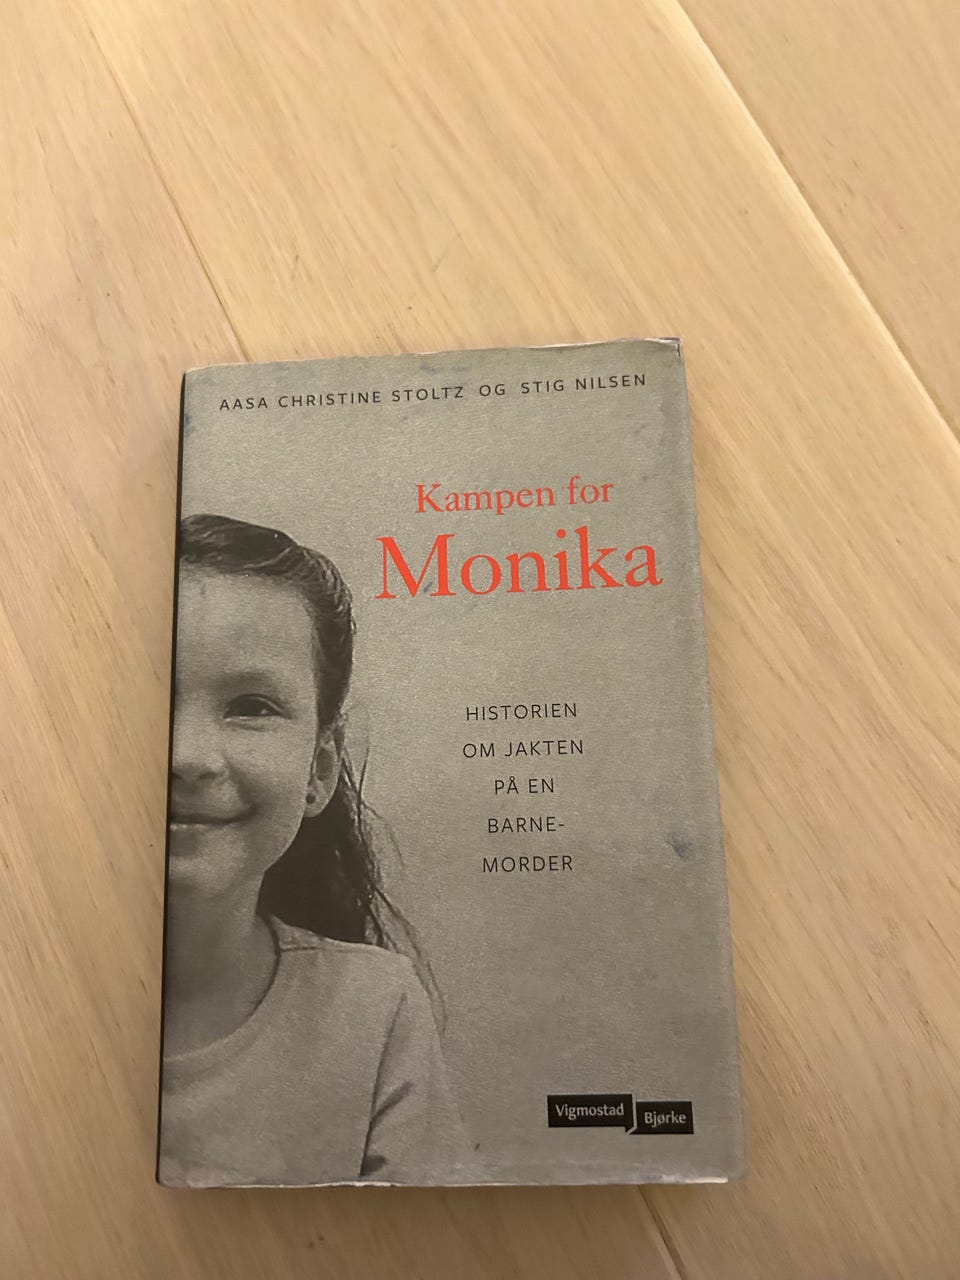 AASA CHRISTINE STOLTZ OG STIG NILSEN
Kampen for
Monika
HISTORIEN
OM JAKTEN
PÅ EN
BARNE-
MORDER
Vigmostad Bjørke